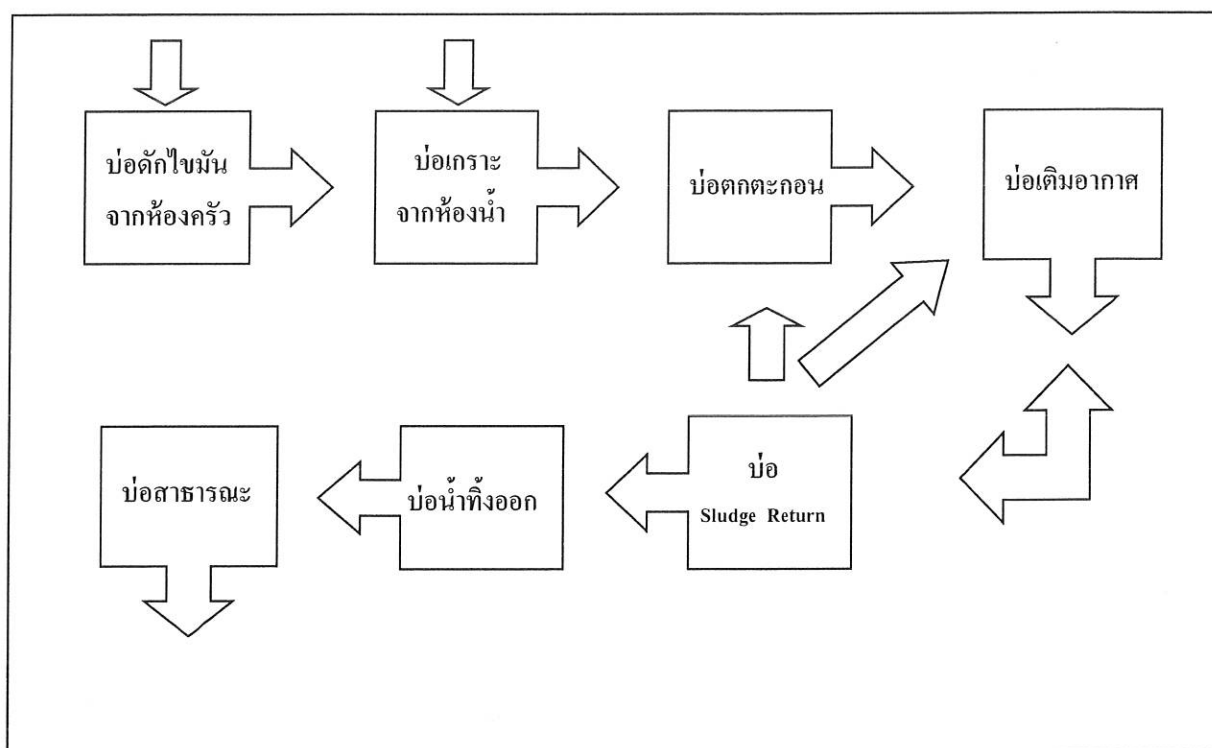 บ่อดักไขมัน
จากห้องครัว
บ่อเกราะ
จากห้องน้ำ
บ่อตกตะกอน
บ่อเติมอากาศ
บ่อสาธารณะ
บ่อน้ำทิ้งออก
บ่อ
Sludge Return